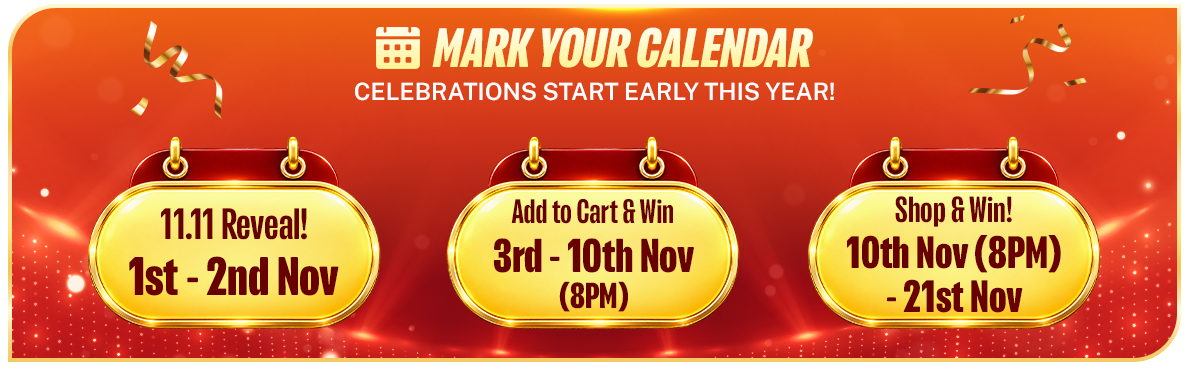 MARK YOUR CALENDAR
CELEBRATIONS START EARLY THIS YEAR!
11.11 Reveal!
1st - 2nd Nov
Add to Cart & Win
3rd - 10th Nov
(8PM)
Shop & Win!
10th Nov (8PM)
- 21st Nov